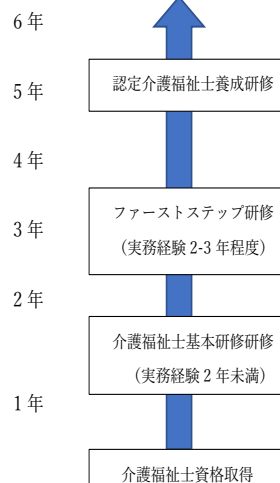 6 年
5 年
認定介護福祉士養成研修
4 年
ファーストステップ研修
3 年
(実務経験 2-3 年程度)
2 年
介護福祉士基本研修研修
(実務経験 2 年未満)
1 年
介護福祉士資格取得